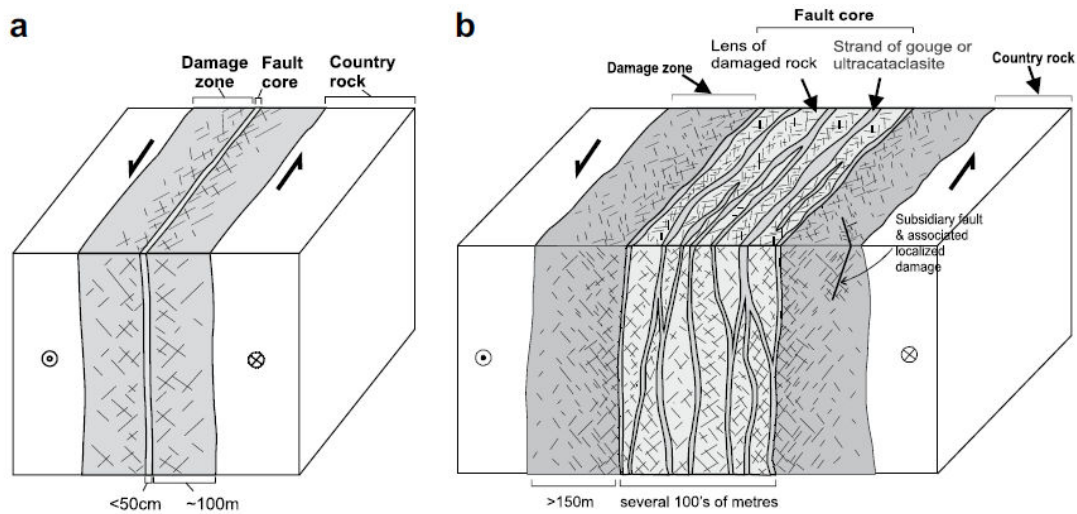 a
Damage
zone
Fault
core
Country
rock
<50cm
~100m
b
Fault core
Lens of
damaged rock
Strand of gouge or
ultracataclasite
Damage zone
Country rock
Subsidiary fault
& associated
localized
damage
>150m
several 100's of metres